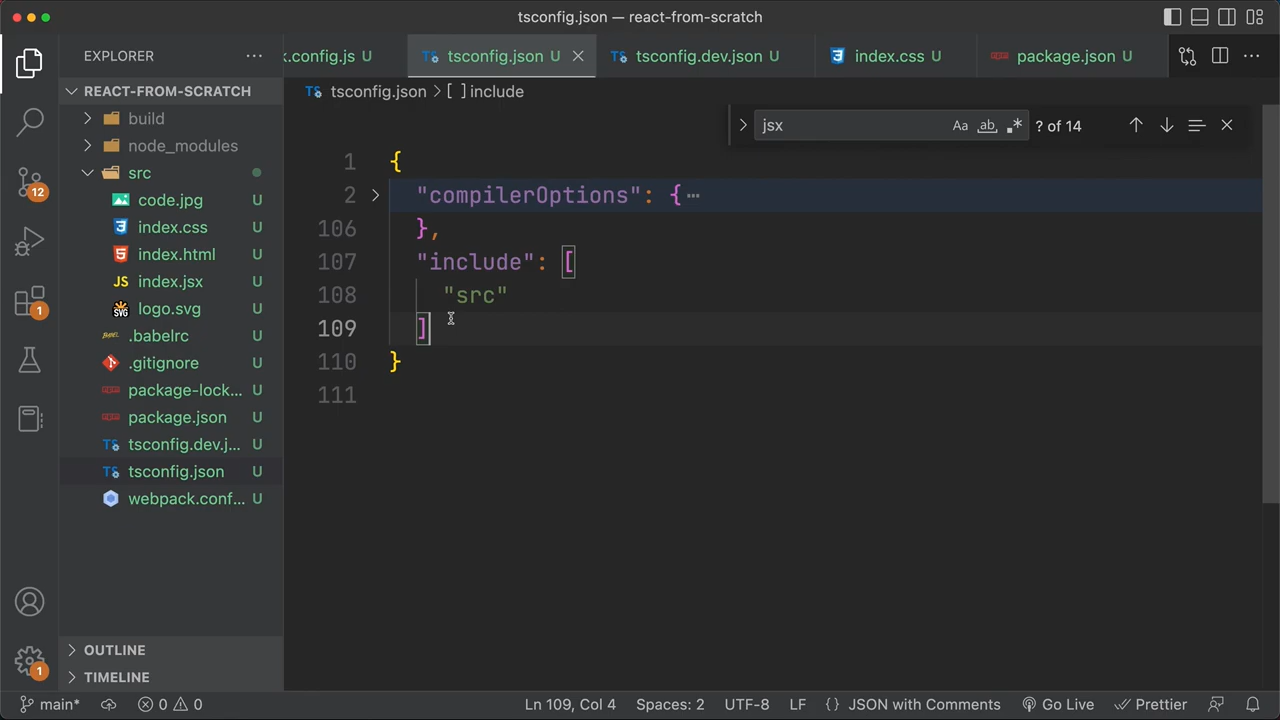 tsconfig.json — react-from-scratch
EXPLORER
k.config.js U
tsconfig.json U
tsconfig.dev.json U
index.css U
package.json U
REACT-FROM-SCRATCH
tsconfig.json > [ ] include
jsx
Aa ab .* ? of 14
build
node_modules
src
code.jpg U
index.css U
index.html U
JS index.jsx U
logo.svg U
.babelrc U
.gitignore U
package-lock... U
package.json U
TS tsconfig.dev.j... U
TS tsconfig.json U
webpack.conf... U
OUTLINE
TIMELINE
12
1
1
1 {
2 "compilerOptions": { ⋯
106 },
107 "include": [
108 "src"
109 ]
110 }
111
main* 0 0 Ln 109, Col 4 Spaces: 2 UTF-8 LF {} JSON with Comments Go Live Prettier